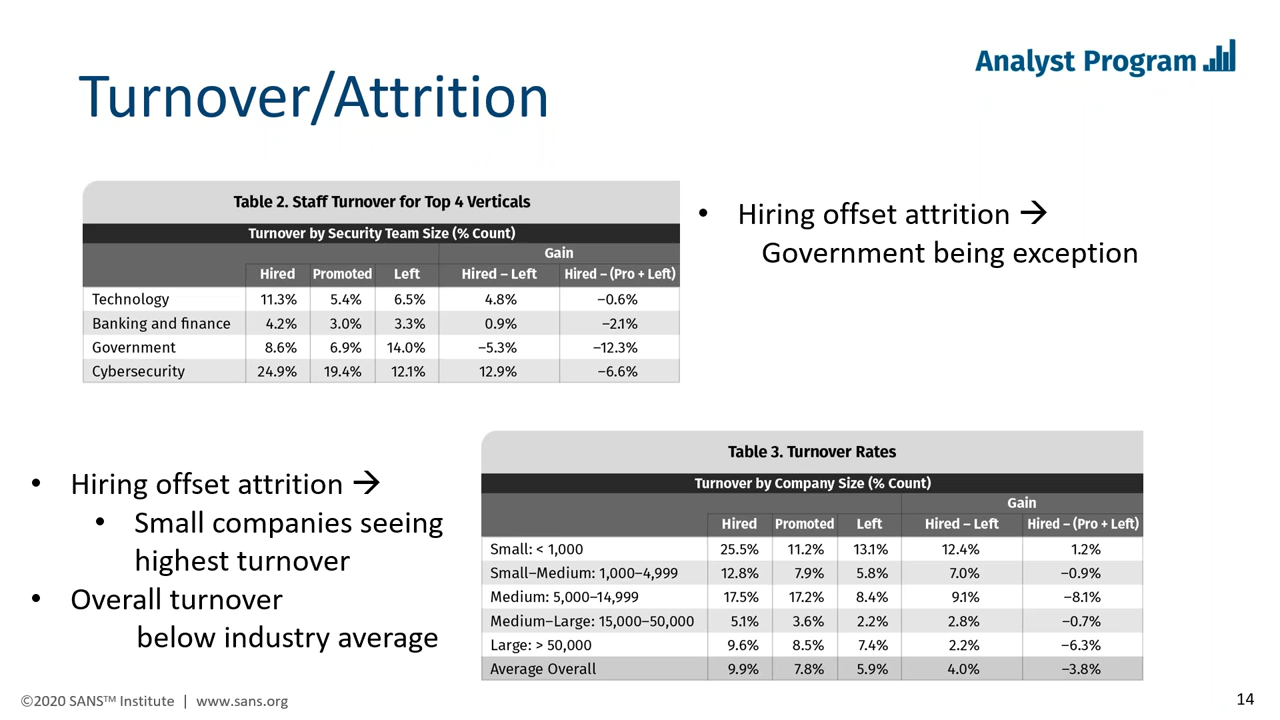 Analyst Program
Turnover/Attrition
Table 2. Staff Turnover for Top 4 Verticals
Turnover by Security Team Size (% Count)
Gain
Hired Promoted Left Hired – Left Hired – (Pro + Left)
Technology 11.3% 5.4% 6.5% 4.8% –0.6%
Banking and finance 4.2% 3.0% 3.3% 0.9% –2.1%
Government 8.6% 6.9% 14.0% –5.3% –12.3%
Cybersecurity 24.9% 19.4% 12.1% 12.9% –6.6%
• Hiring offset attrition →
Government being exception
• Hiring offset attrition →
• Small companies seeing
highest turnover
• Overall turnover
below industry average
Table 3. Turnover Rates
Turnover by Company Size (% Count)
Gain
Hired Promoted Left Hired – Left Hired – (Pro + Left)
Small: < 1,000 25.5% 11.2% 13.1% 12.4% 1.2%
Small–Medium: 1,000–4,999 12.8% 7.9% 5.8% 7.0% –0.9%
Medium: 5,000–14,999 17.5% 17.2% 8.4% 9.1% –8.1%
Medium–Large: 15,000–50,000 5.1% 3.6% 2.2% 2.8% –0.7%
Large: > 50,000 9.6% 8.5% 7.4% 2.2% –6.3%
Average Overall 9.9% 7.8% 5.9% 4.0% –3.8%
©2020 SANS™ Institute | www.sans.org
14